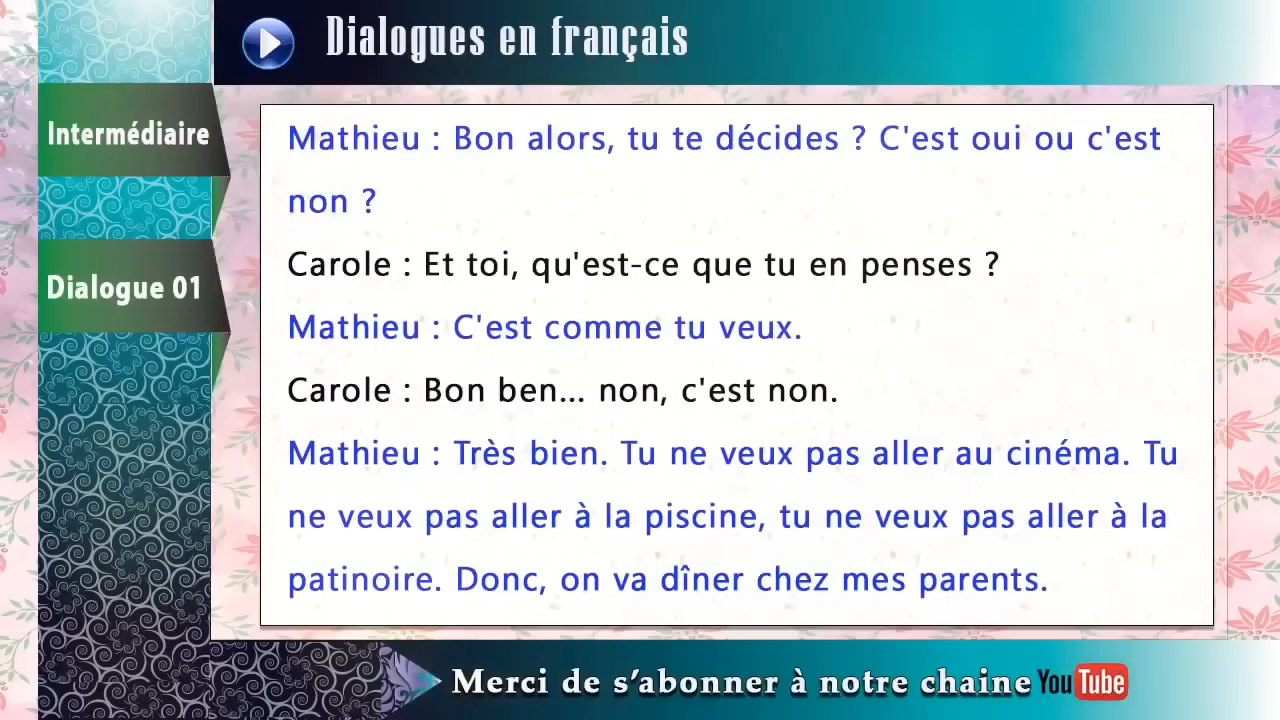 Dialogues en français
Intermédiaire
Dialogue 01
Mathieu : Bon alors, tu te décides ? C'est oui ou c'est
non ?
Carole : Et toi, qu'est-ce que tu en penses ?
Mathieu : C'est comme tu veux.
Carole : Bon ben... non, c'est non.
Mathieu : Très bien. Tu ne veux pas aller au cinéma. Tu
ne veux pas aller à la piscine, tu ne veux pas aller à la
patinoire. Donc, on va dîner chez mes parents.
Merci de s’abonner à notre chaine YouTube